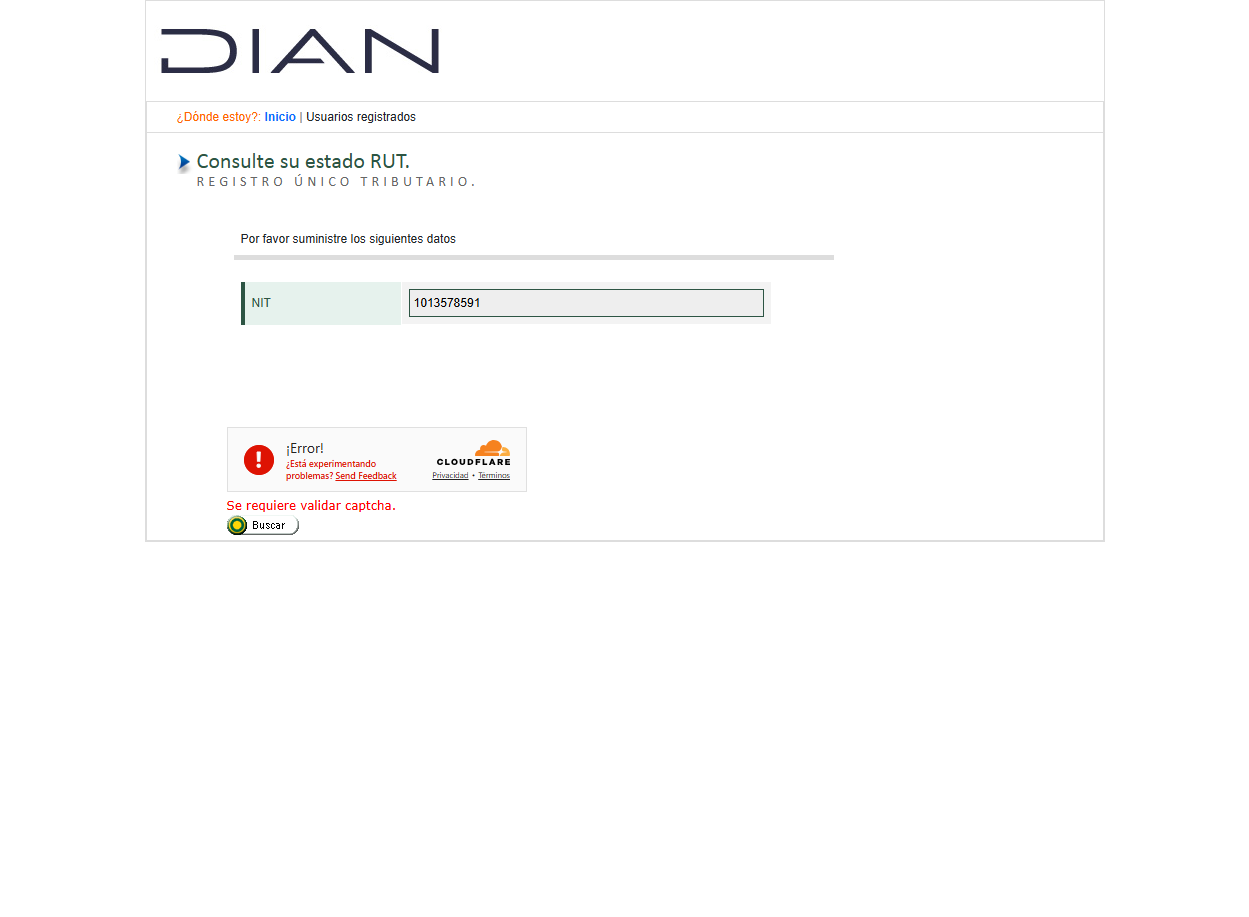 DIAN
¿Dónde estoy?: Inicio | Usuarios registrados
Consulte su estado RUT.
REGISTRO ÚNICO TRIBUTARIO.
Por favor suministre los siguientes datos
NIT
1013578591
¡Error!
¿Está experimentando
problemas? Send Feedback
CLOUDFLARE
Privacidad • Términos
Se requiere validar captcha.
Buscar